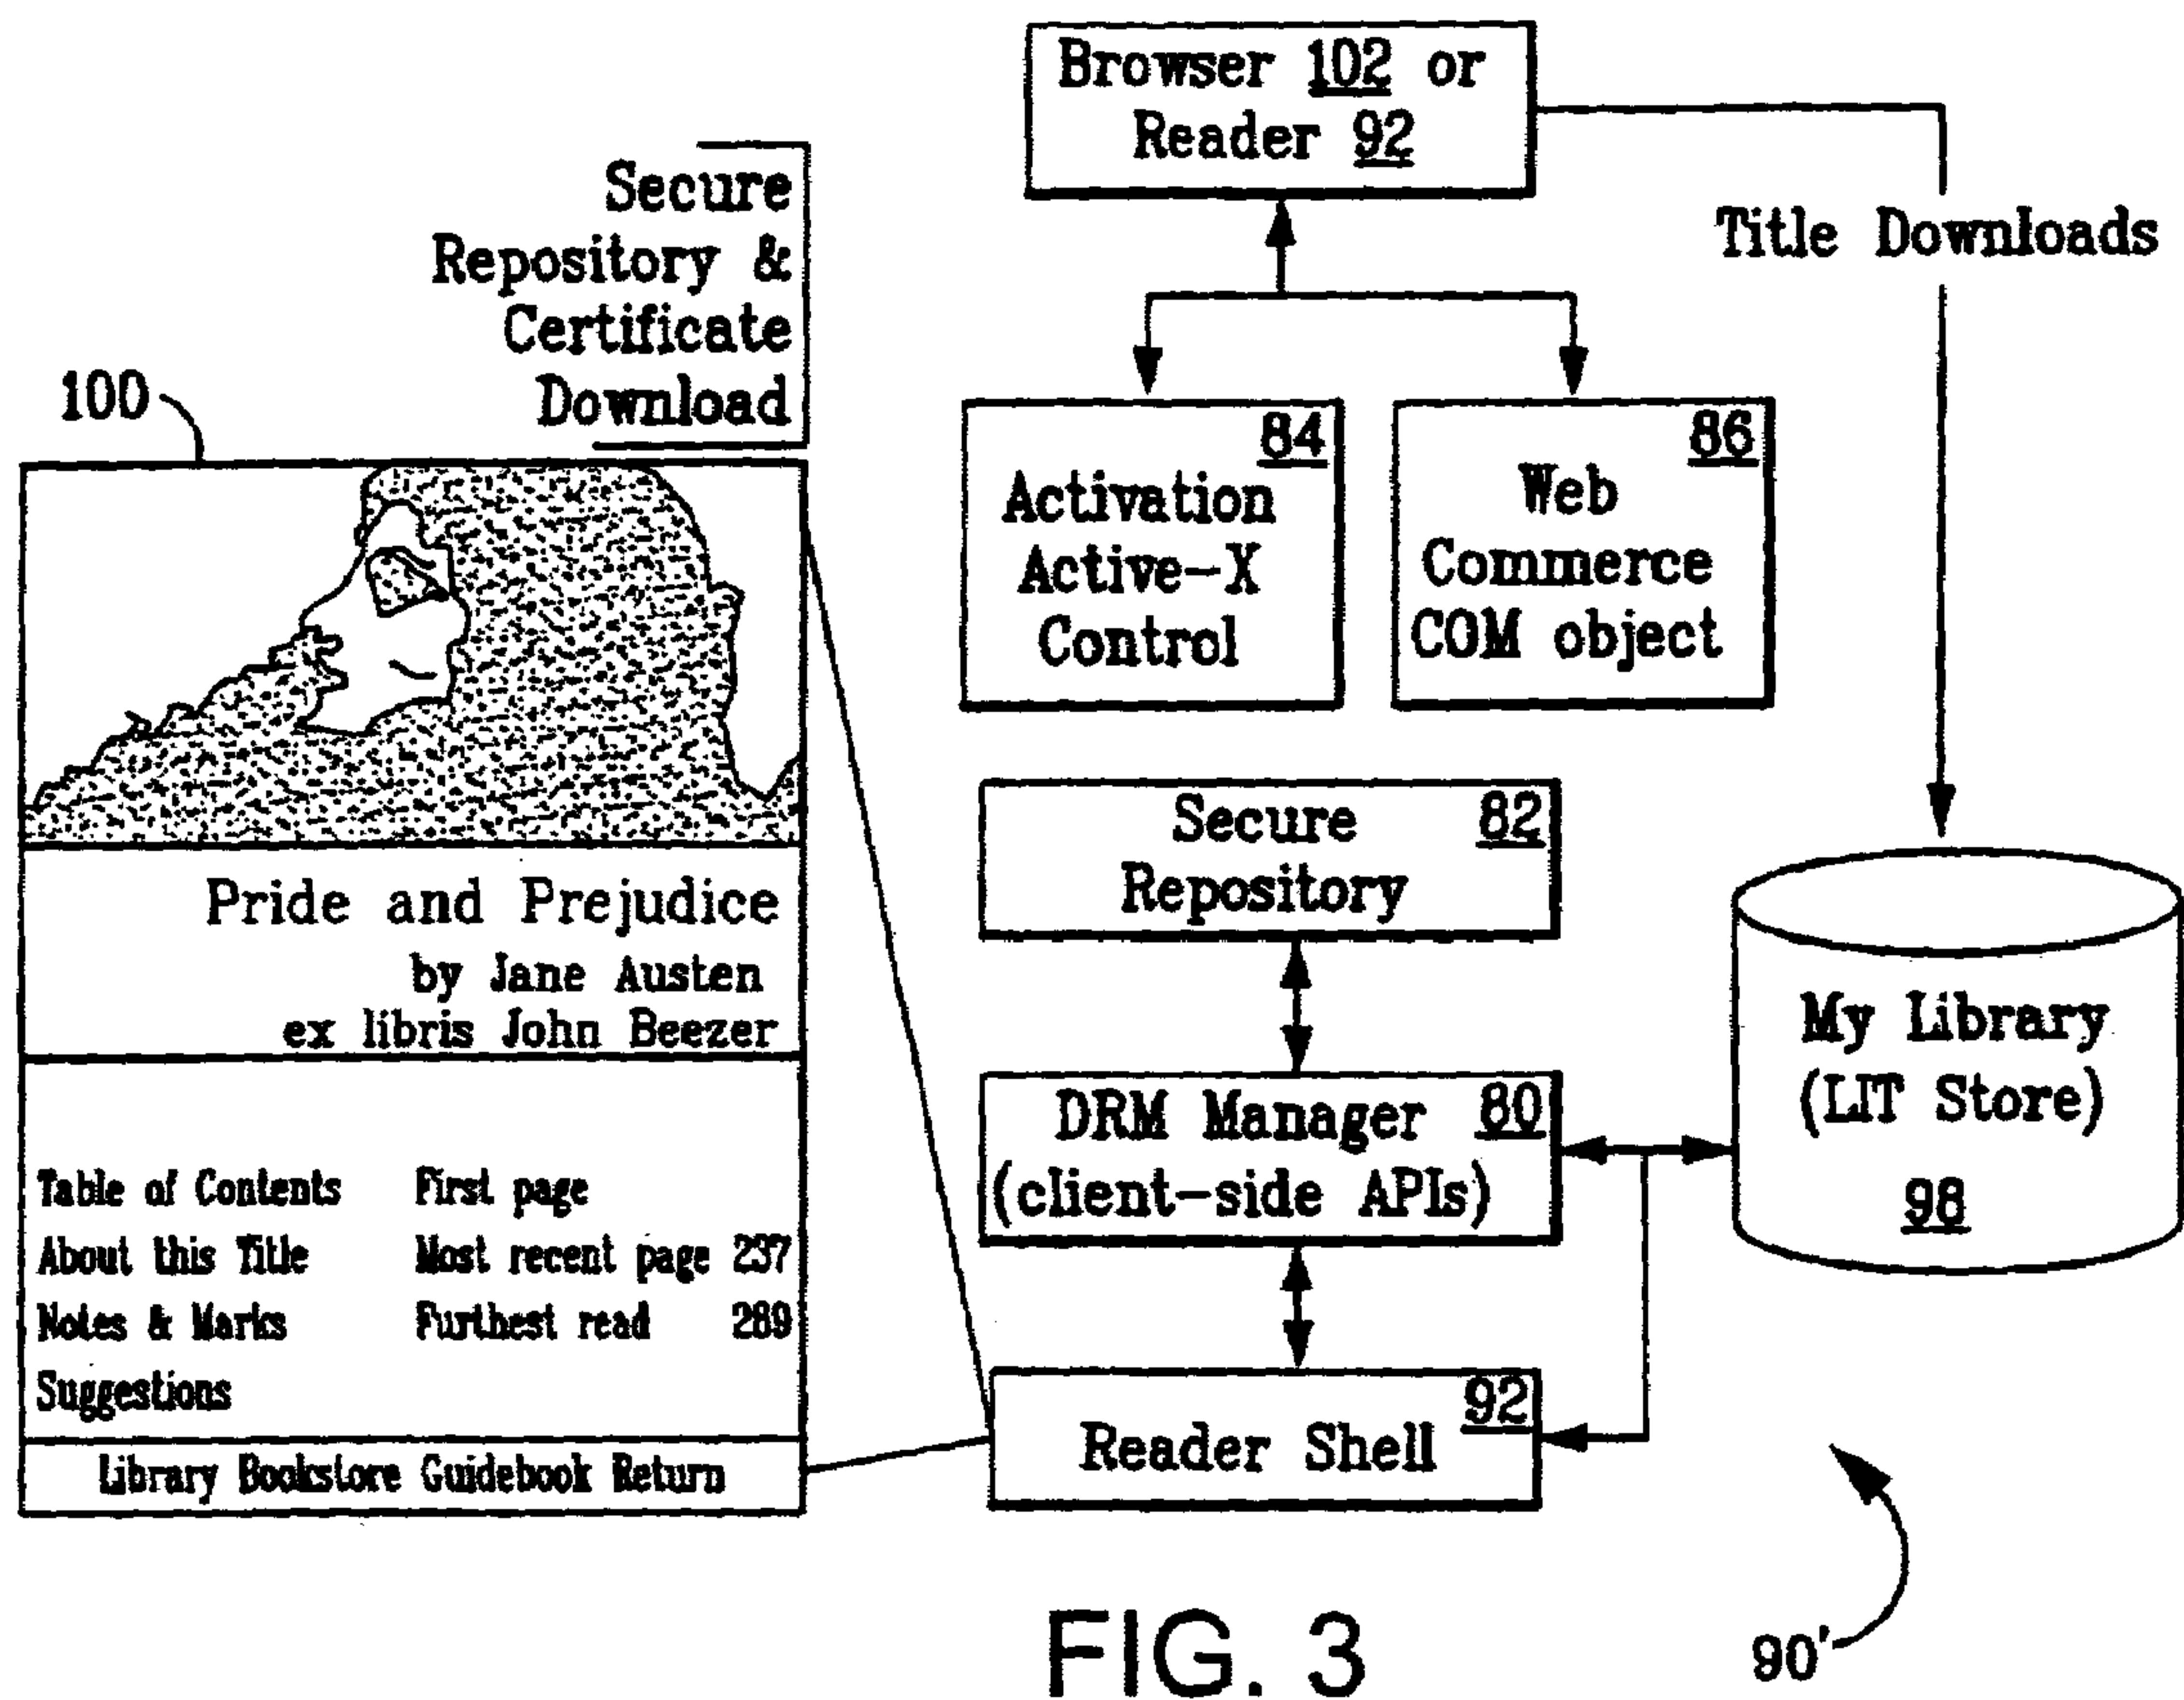 Browser 102 or
Reader 92
Title Downloads
Secure
Repository &
Certificate
Download
100
84
Activation
Active-X
Control
86
Web
Commerce
COM object
Secure 82
Repository
DRM Manager 80
(client-side APIs)
My Library
(LIT Store)
98
Reader Shell 92
Pride and Prejudice
by Jane Austen
ex libris John Beezer
Table of Contents First page
About this Title Most recent page 237
Notes & Marks Furthest read 289
Suggestions
Library Bookstore Guidebook Return
90'
FIG. 3